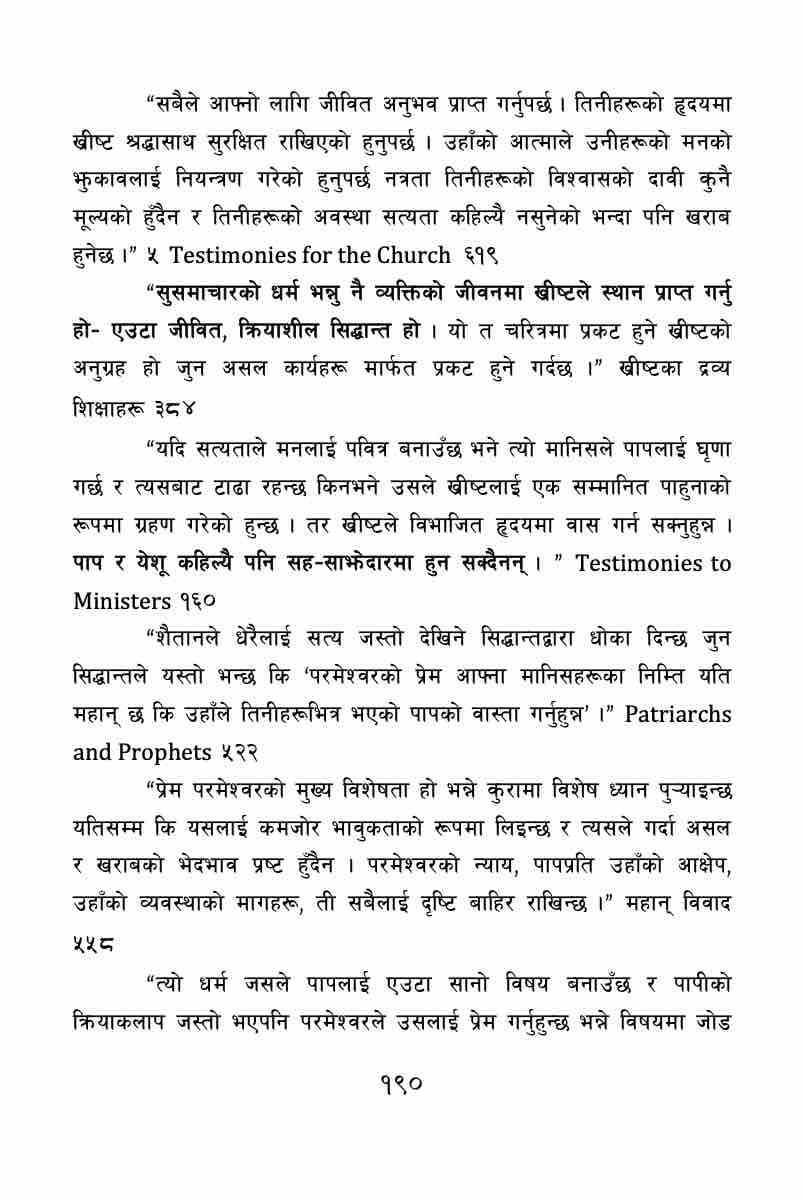 “सबैले आफ्नो लागि जीवित अनुभव प्राप्त गर्नुपर्छ । तिनीहरूको हृदयमा
ख्रीष्ट श्रद्धासाथ सुरक्षित राखिएको हुनुपर्छ । उहाँको आत्माले उनीहरूको मनको
झुकावलाई नियन्त्रण गरेको हुनुपर्छ नत्रता तिनीहरूको विश्वासको दावी कुनै
मूल्यको हुँदैन र तिनीहरूको अवस्था सत्यता कहिल्यै नसुनेको भन्दा पनि खराब
हुनेछ ।” ५ Testimonies for the Church ६१९
“सुसमाचारको धर्म भन्नु नै व्यक्तिको जीवनमा ख्रीष्टले स्थान प्राप्त गर्नु
हो- एउटा जीवित, क्रियाशील सिद्धान्त हो । यो त चरित्रमा प्रकट हुने ख्रीष्टको
अनुग्रह हो जुन असल कार्यहरू मार्फत प्रकट हुने गर्दछ ।” ख्रीष्टका द्रव्य
शिक्षाहरू ३८४
“यदि सत्यताले मनलाई पवित्र बनाउँछ भने त्यो मानिसले पापलाई घृणा
गर्छ र त्यसबाट टाढा रहन्छ किनभने उसले ख्रीष्टलाई एक सम्मानित पाहुनाको
रूपमा ग्रहण गरेको हुन्छ । तर ख्रीष्टले विभाजित हृदयमा वास गर्न सक्नुहुन्न ।
पाप र येशू कहिल्यै पनि सह-साझेदारमा हुन सक्दैनन् । ” Testimonies to
Ministers १६०
“शैतानले धेरैलाई सत्य जस्तो देखिने सिद्धान्तद्वारा धोका दिन्छ जुन
सिद्धान्तले यस्तो भन्छ कि ‘परमेश्वरको प्रेम आफ्ना मानिसहरूका निम्ति यति
महान् छ कि उहाँले तिनीहरूभित्र भएको पापको वास्ता गर्नुहुन्न’ ।” Patriarchs
and Prophets ५२२
“प्रेम परमेश्वरको मुख्य विशेषता हो भन्ने कुरामा विशेष ध्यान पुऱ्याइन्छ
यतिसम्म कि यसलाई कमजोर भावुकताको रूपमा लिइन्छ र त्यसले गर्दा असल
र खराबको भेदभाव प्रष्ट हुँदैन । परमेश्वरको न्याय, पापप्रति उहाँको आक्षेप,
उहाँको व्यवस्थाको मागहरू, ती सबैलाई दृष्टि बाहिर राखिन्छ ।” महान् विवाद
५५८
“त्यो धर्म जसले पापलाई एउटा सानो विषय बनाउँछ र पापीको
क्रियाकलाप जस्तो भएपनि परमेश्वरले उसलाई प्रेम गर्नुहुन्छ भन्ने विषयमा जोड
१९०